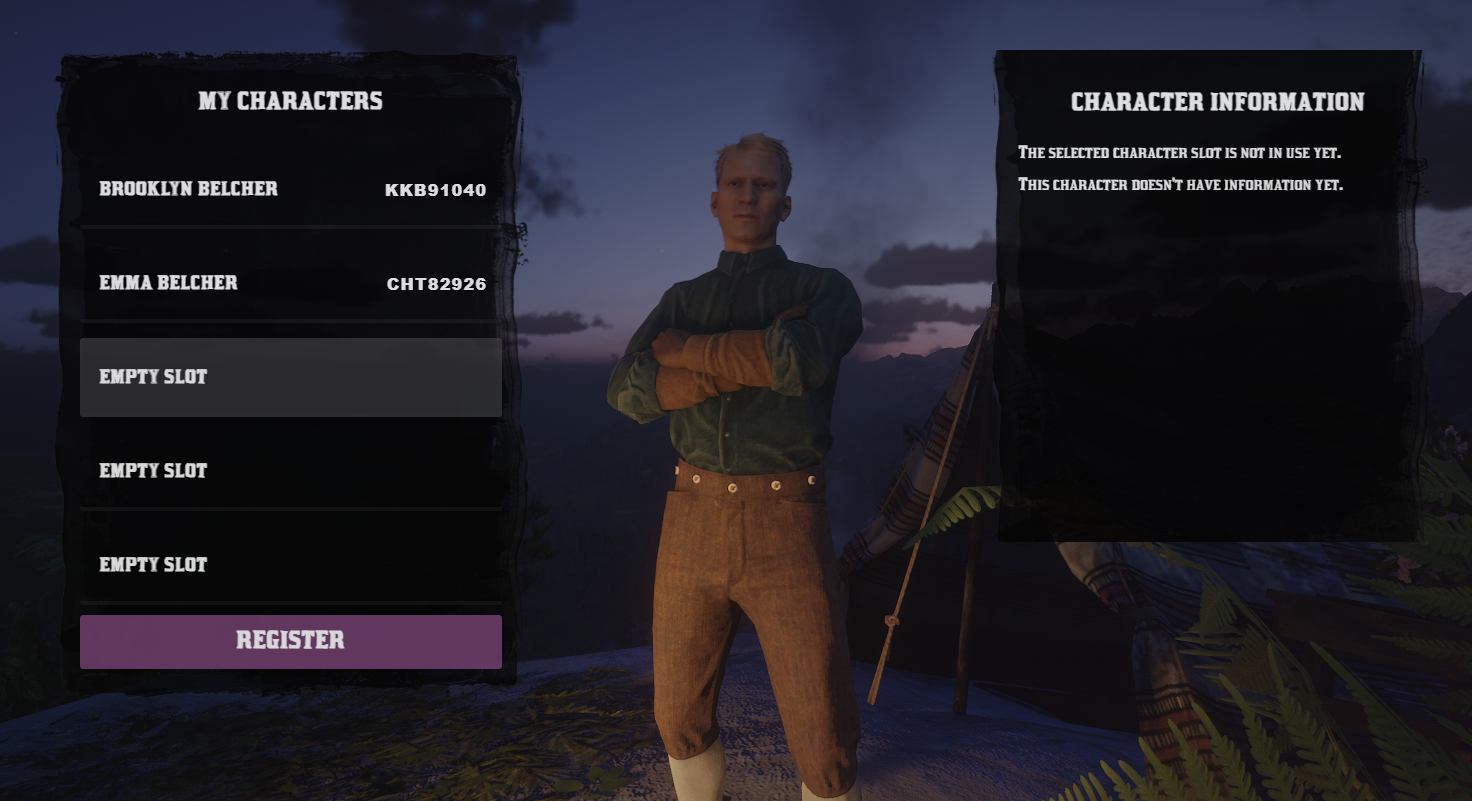 MY CHARACTERS
BROOKLYN BELCHER KKB91040
EMMA BELCHER CHT82926
EMPTY SLOT
EMPTY SLOT
EMPTY SLOT
REGISTER
CHARACTER INFORMATION
THE SELECTED CHARACTER SLOT IS NOT IN USE YET.
THIS CHARACTER DOESN'T HAVE INFORMATION YET.